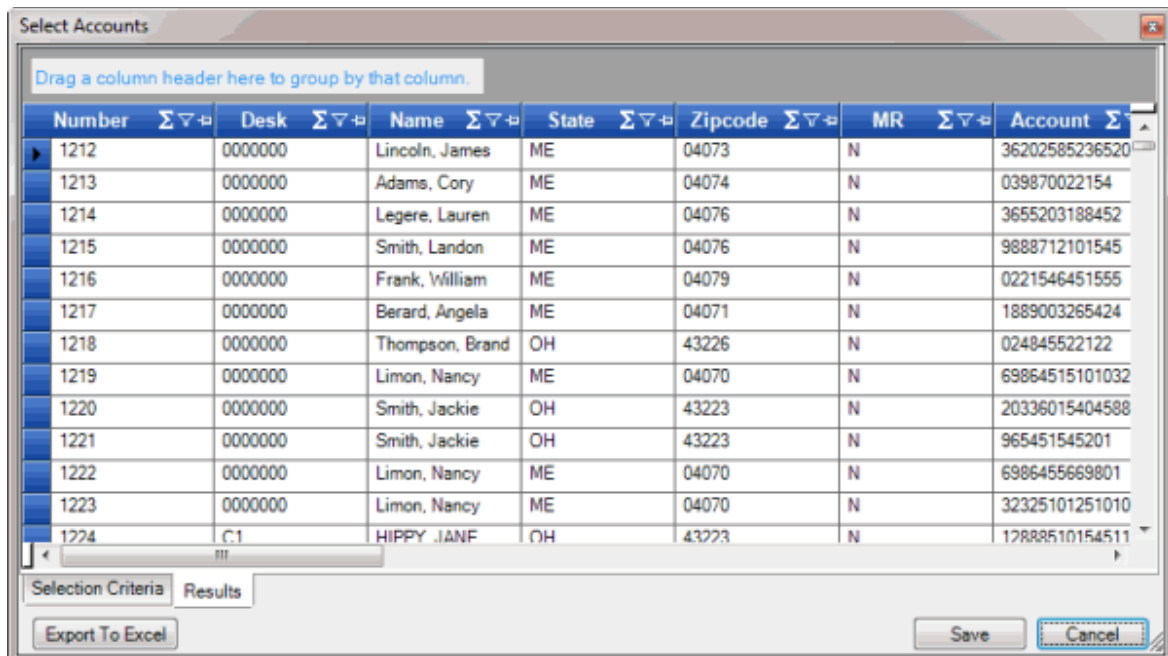 Select Accounts
Drag a column header here to group by that column.
Number Σ Desk Σ Name Σ State Σ Zipcode Σ MR Σ Account Σ
1212 0000000 Lincoln, James ME 04073 N 36202585236520
1213 0000000 Adams, Cory ME 04074 N 039870022154
1214 0000000 Legere, Lauren ME 04076 N 3655203188452
1215 0000000 Smith, Landon ME 04076 N 9888712101545
1216 0000000 Frank, William ME 04079 N 0221546451555
1217 0000000 Berard, Angela ME 04071 N 1889003265424
1218 0000000 Thompson, Brand OH 43226 N 024845522122
1219 0000000 Limon, Nancy ME 04070 N 69864515101032
1220 0000000 Smith, Jackie OH 43223 N 20336015404588
1221 0000000 Smith, Jackie OH 43223 N 965451545201
1222 0000000 Limon, Nancy ME 04070 N 6986455669801
1223 0000000 Limon, Nancy ME 04070 N 32325101251010
1224 C1 HIPPY, JANE OH 43223 N 12888510154511
Selection Criteria Results
Export To Excel Save Cancel